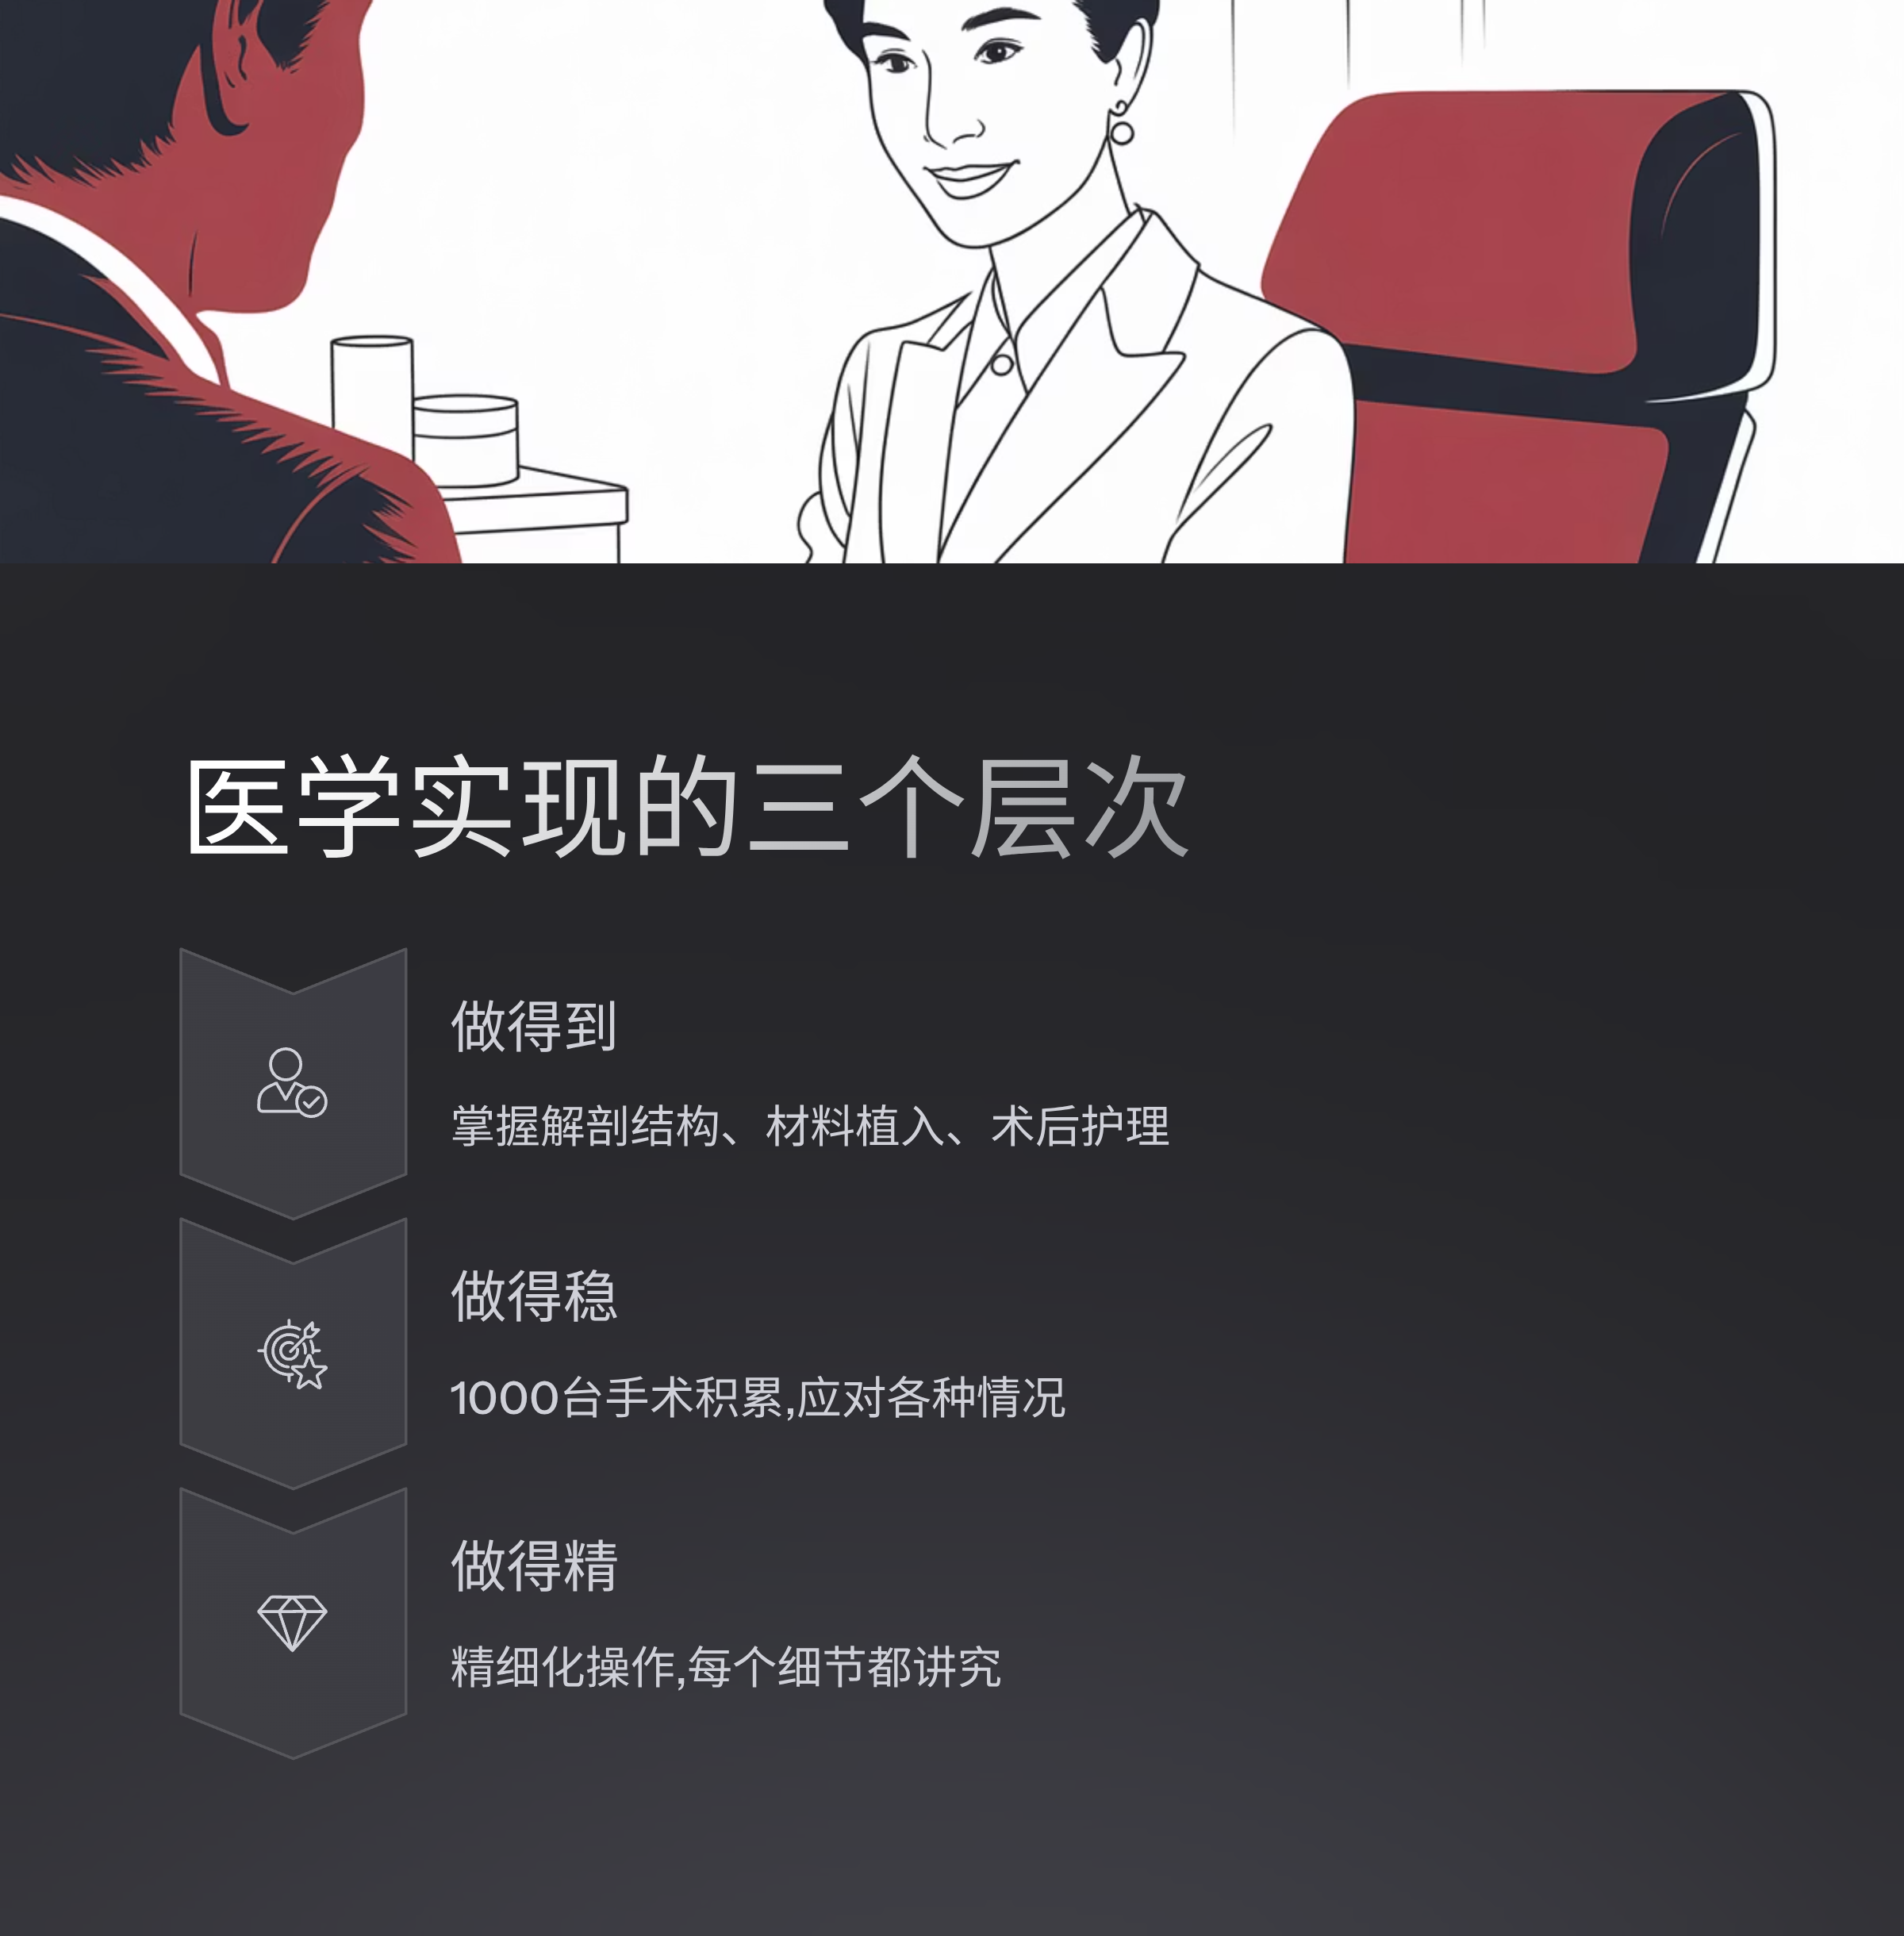 医学实现的三个层次
做得到
掌握解剖结构、材料植入、术后护理
做得稳
1000台手术积累,应对各种情况
做得精
精细化操作,每个细节都讲究